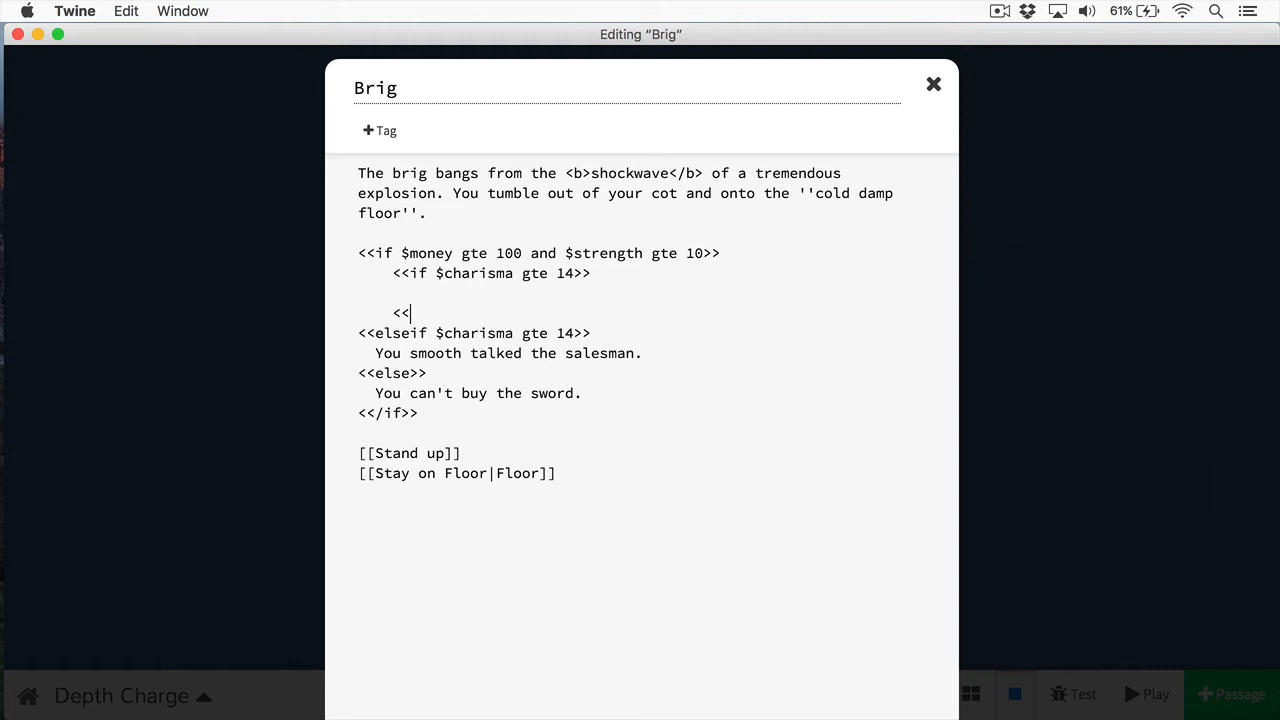 Twine Edit Window 61%
Editing “Brig”
Brig
+Tag
The brig bangs from the <b>shockwave</b> of a tremendous
explosion. You tumble out of your cot and onto the ''cold damp
floor''.
<<if $money gte 100 and $strength gte 10>>
<<if $charisma gte 14>>
<<
<<elseif $charisma gte 14>>
You smooth talked the salesman.
<<else>>
You can't buy the sword.
<</if>>
[[Stand up]]
[[Stay on Floor|Floor]]
Depth Charge Test Play +Passage